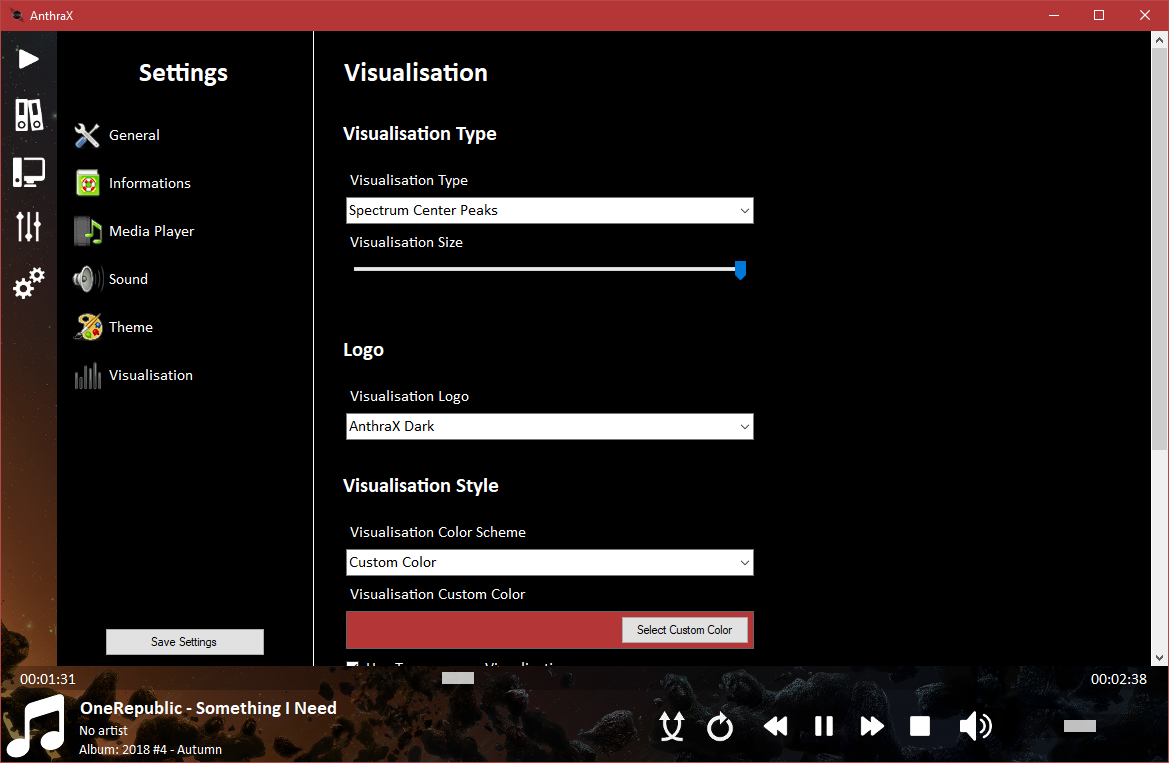 AnthraX
Settings
General
Informations
Media Player
Sound
Theme
Visualisation
Save Settings
Visualisation
Visualisation Type
Visualisation Type
Spectrum Center Peaks
Visualisation Size
Logo
Visualisation Logo
AnthraX Dark
Visualisation Style
Visualisation Color Scheme
Custom Color
Visualisation Custom Color
Select Custom Color
00:01:31
00:02:38
OneRepublic - Something I Need
No artist
Album: 2018 #4 - Autumn